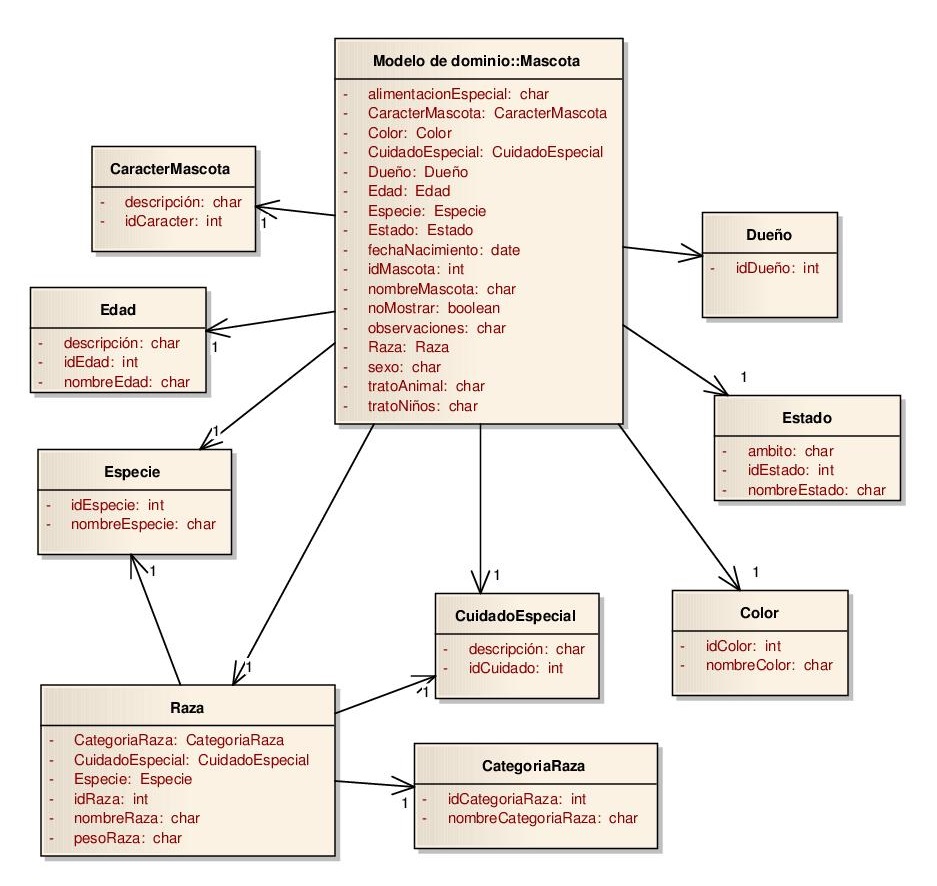 Modelo de dominio::Mascota
- alimentacionEspecial: char
- CaracterMascota: CaracterMascota
- Color: Color
- CuidadoEspecial: CuidadoEspecial
- Dueño: Dueño
- Edad: Edad
- Especie: Especie
- Estado: Estado
- fechaNacimiento: date
- idMascota: int
- nombreMascota: char
- noMostrar: boolean
- observaciones: char
- Raza: Raza
- sexo: char
- tratoAnimal: char
- tratoNiños: char
CaracterMascota
- descripción: char
- idCaracter: int
1
Dueño
- idDueño: int
Edad
- descripción: char
- idEdad: int
- nombreEdad: char
1
1
Estado
- ambito: char
- idEstado: int
- nombreEstado: char
1
Especie
- idEspecie: int
- nombreEspecie: char
1
1
CuidadoEspecial
- descripción: char
- idCuidado: int
1
1
Color
- idColor: int
- nombreColor: char
1
Raza
- CategoriaRaza: CategoriaRaza
- CuidadoEspecial: CuidadoEspecial
- Especie: Especie
- idRaza: int
- nombreRaza: char
- pesoRaza: char
1
CategoriaRaza
- idCategoriaRaza: int
- nombreCategoriaRaza: char
1